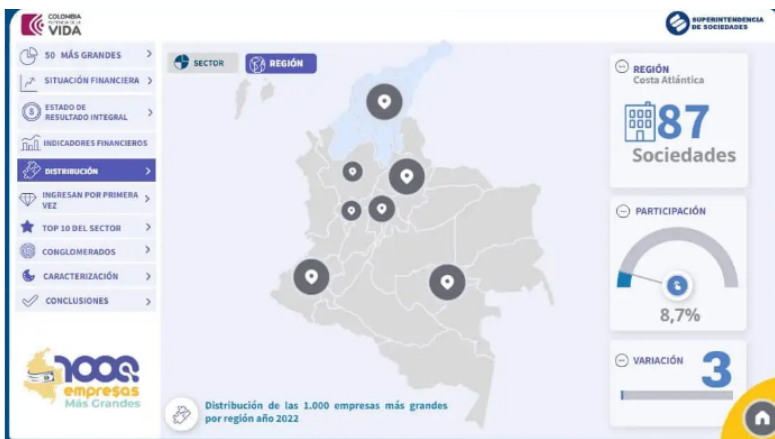 COLOMBIA
POTENCIA DE LA
VIDA
SUPERINTENDENCIA
DE SOCIEDADES
50 MÁS GRANDES
SITUACIÓN FINANCIERA
ESTADO DE
RESULTADO INTEGRAL
INDICADORES FINANCIEROS
DISTRIBUCIÓN
INGRESAN POR PRIMERA
VEZ
TOP 10 DEL SECTOR
CONGLOMERADOS
CARACTERIZACIÓN
CONCLUSIONES
1000
empresas
Más Grandes
SECTOR
REGIÓN
Distribución de las 1.000 empresas más grandes
por región año 2022
REGIÓN
Costa Atlántica
87
Sociedades
PARTICIPACIÓN
8,7%
VARIACIÓN
3